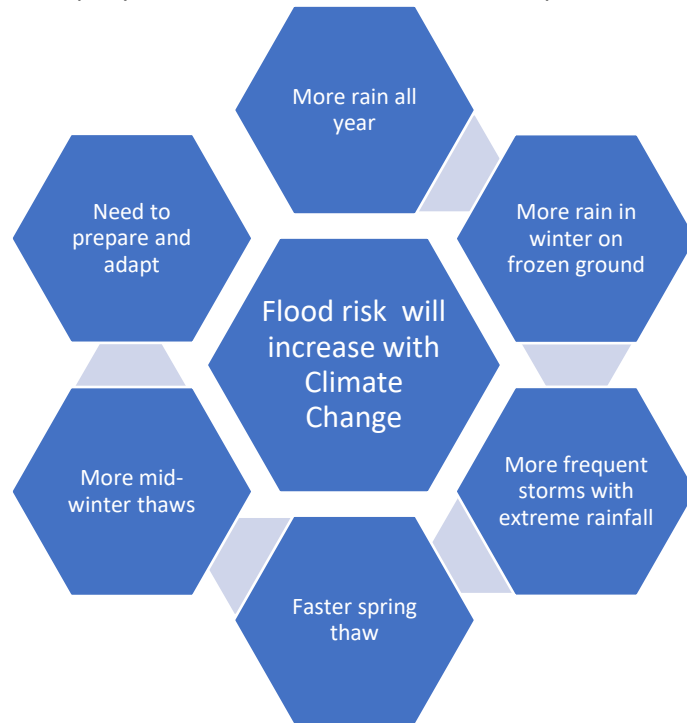 More rain all
year
More rain in
winter on
frozen ground
More frequent
storms with
extreme rainfall
Faster spring
thaw
More mid-
winter thaws
Need to
prepare and
adapt
Flood risk will
increase with
Climate
Change